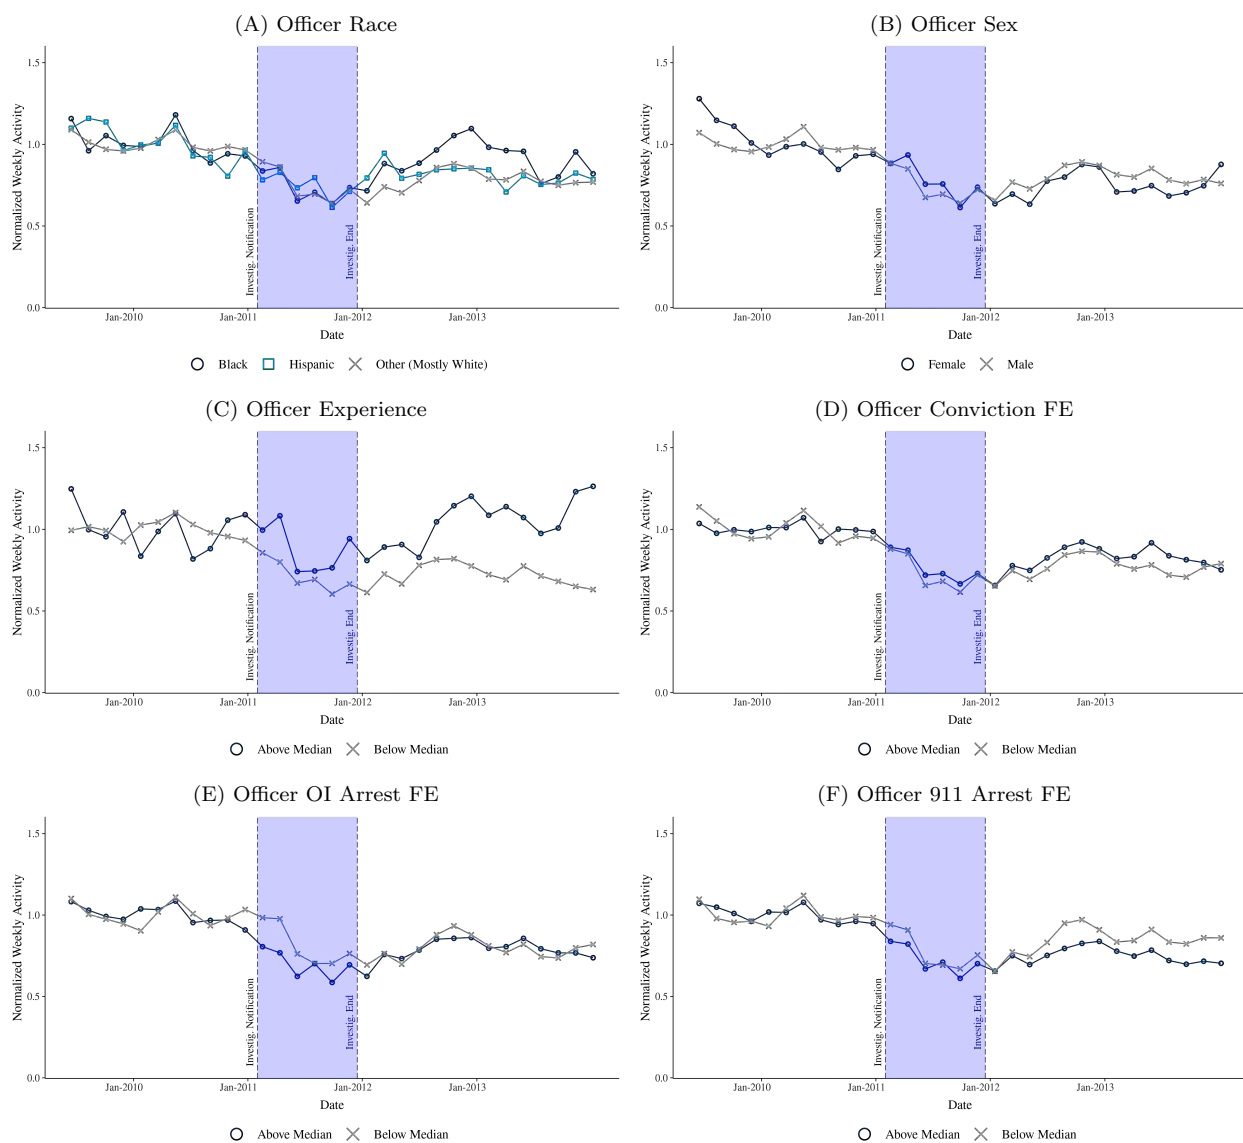 (A) Officer Race
Normalized Weekly Activity
1.5
1.0
0.5
0.0
Investig. Notification
Investig. End
Jan-2010 Jan-2011 Jan-2012 Jan-2013
Date
Black Hispanic Other (Mostly White)
(B) Officer Sex
Normalized Weekly Activity
1.5
1.0
0.5
0.0
Investig. Notification
Investig. End
Jan-2010 Jan-2011 Jan-2012 Jan-2013
Date
Female Male
(C) Officer Experience
Normalized Weekly Activity
1.5
1.0
0.5
0.0
Investig. Notification
Investig. End
Jan-2010 Jan-2011 Jan-2012 Jan-2013
Date
Above Median Below Median
(D) Officer Conviction FE
Normalized Weekly Activity
1.5
1.0
0.5
0.0
Investig. Notification
Investig. End
Jan-2010 Jan-2011 Jan-2012 Jan-2013
Date
Above Median Below Median
(E) Officer OI Arrest FE
Normalized Weekly Activity
1.5
1.0
0.5
0.0
Investig. Notification
Investig. End
Jan-2010 Jan-2011 Jan-2012 Jan-2013
Date
Above Median Below Median
(F) Officer 911 Arrest FE
Normalized Weekly Activity
1.5
1.0
0.5
0.0
Investig. Notification
Investig. End
Jan-2010 Jan-2011 Jan-2012 Jan-2013
Date
Above Median Below Median